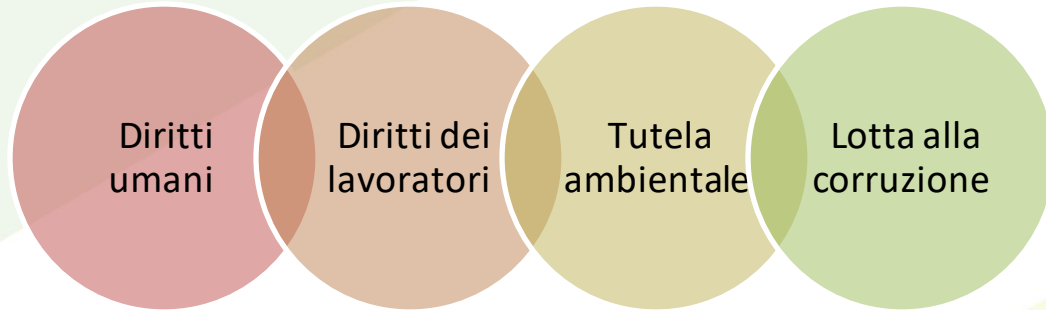 Diritti
umani
Diritti dei
lavoratori
Tutela
ambientale
Lotta alla
corruzione